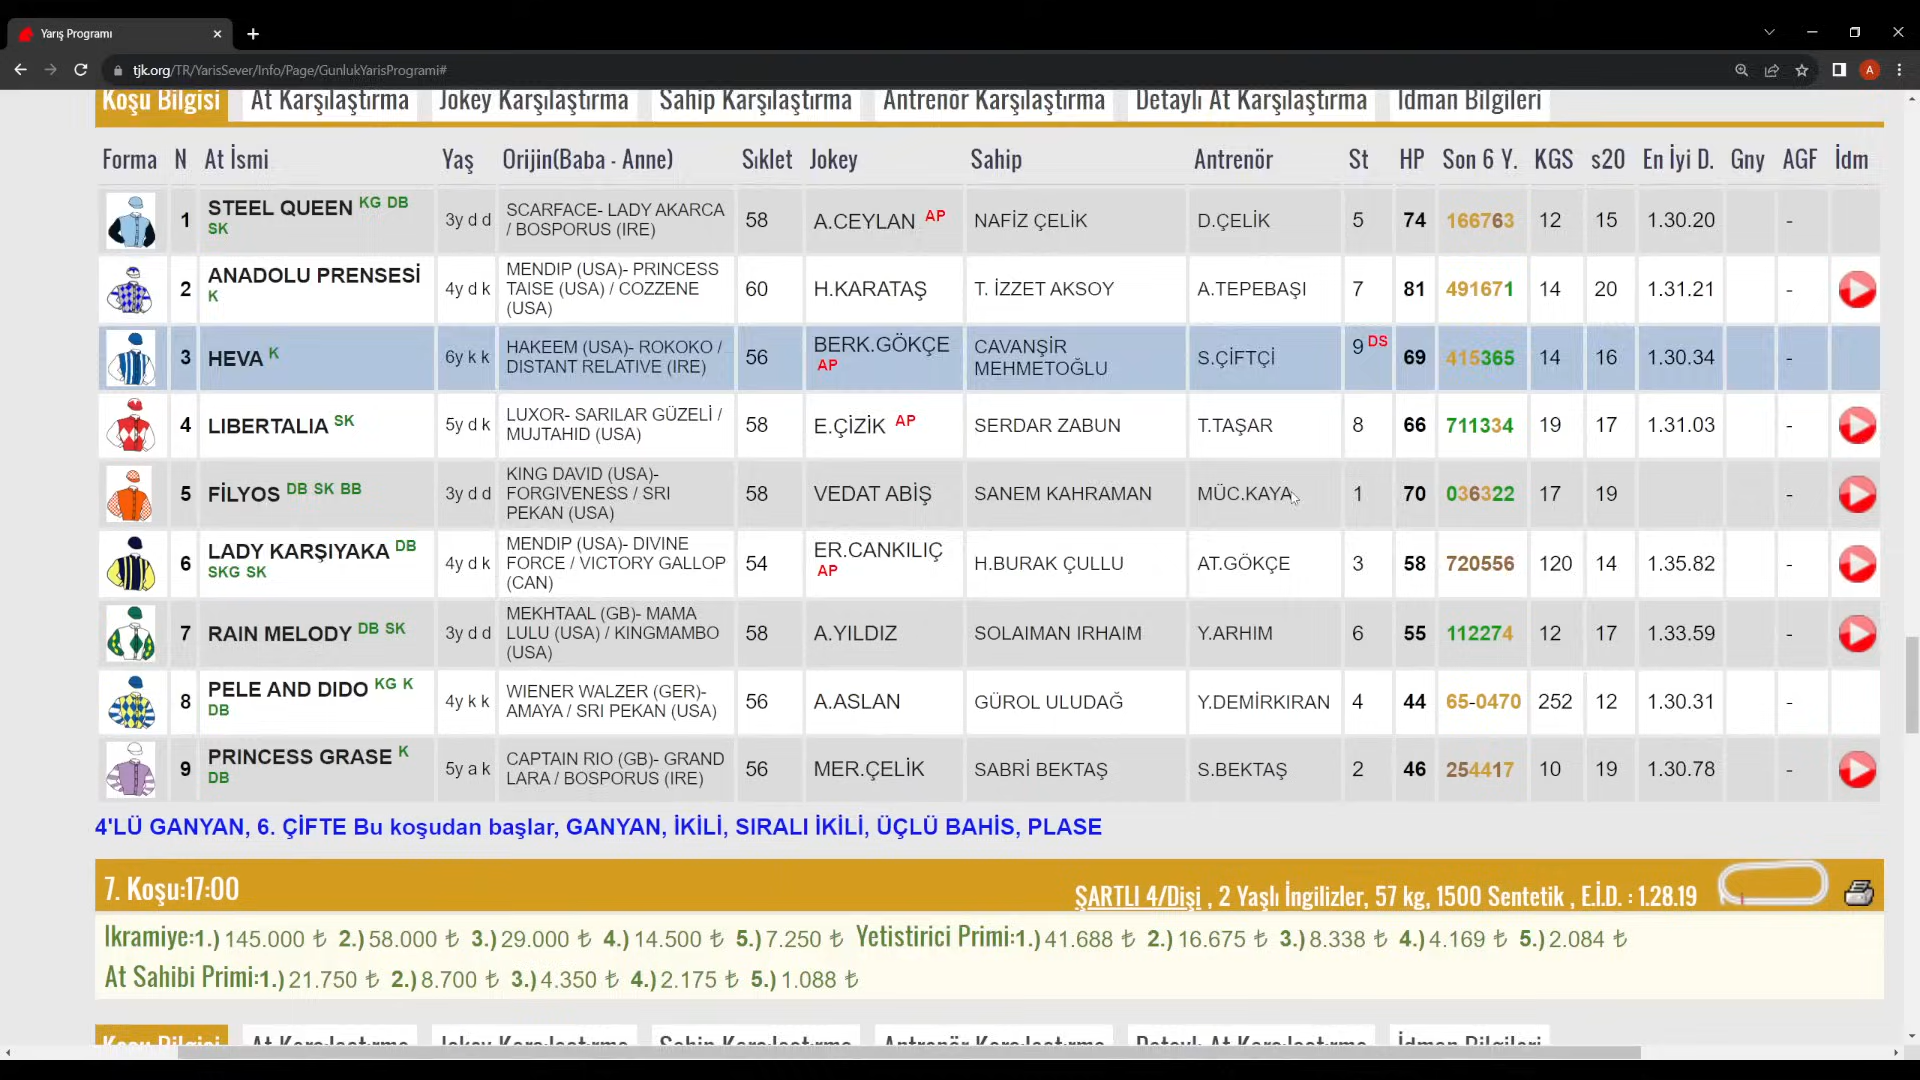 Yarış Programı
tjk.org/TR/YarisSever/Info/Page/GunlukYarisProgrami#
A
Koşu Bilgisi At Karşılaştırma Jokey Karşılaştırma Sahip Karşılaştırma Antrenör Karşılaştırma Detaylı At Karşılaştırma İdman Bilgileri
Forma N At İsmi Yaş Orijin(Baba - Anne) Sıklet Jokey Sahip Antrenör St HP Son 6 Y. KGS s20 En İyi D. Gny AGF İdm
1 STEEL QUEEN KG DB SK 3y d d SCARFACE- LADY AKARCA / BOSPORUS (IRE) 58 A.CEYLAN AP NAFİZ ÇELİK D.ÇELİK 5 74 166763 12 15 1.30.20 -
2 ANADOLU PRENSESİ K 4y d k MENDIP (USA)- PRINCESS TAISE (USA) / COZZENE (USA) 60 H.KARATAŞ T. İZZET AKSOY A.TEPEBAŞI 7 81 491671 14 20 1.31.21 -
3 HEVA K 6y k k HAKEEM (USA)- ROKOKO / DISTANT RELATIVE (IRE) 56 BERK.GÖKÇE AP CAVANŞİR MEHMETOĞLU S.ÇİFTÇİ 9 DS 69 415365 14 16 1.30.34 -
4 LIBERTALIA SK 5y d k LUXOR- SARILAR GÜZELİ / MUJTAHID (USA) 58 E.ÇİZİK AP SERDAR ZABUN T.TAŞAR 8 66 711334 19 17 1.31.03 -
5 FİLYOS DB SK BB 3y d d KING DAVID (USA)- FORGIVENESS / SRI PEKAN (USA) 58 VEDAT ABİŞ SANEM KAHRAMAN MÜC.KAYA 1 70 036322 17 19 -
6 LADY KARŞIYAKA DB SKG SK 4y d k MENDIP (USA)- DIVINE FORCE / VICTORY GALLOP (CAN) 54 ER.CANKILIÇ AP H.BURAK ÇULLU AT.GÖKÇE 3 58 720556 120 14 1.35.82 -
7 RAIN MELODY DB SK 3y d d MEKHTAAL (GB)- MAMA LULU (USA) / KINGMAMBO (USA) 58 A.YILDIZ SOLAIMAN IRHAIM Y.ARHIM 6 55 112274 12 17 1.33.59 -
8 PELE AND DIDO KG K DB 4y k k WIENER WALZER (GER)- AMAYA / SRI PEKAN (USA) 56 A.ASLAN GÜROL ULUDAĞ Y.DEMİRKIRAN 4 44 65-0470 252 12 1.30.31 -
9 PRINCESS GRASE K DB 5y a k CAPTAIN RIO (GB)- GRAND LARA / BOSPORUS (IRE) 56 MER.ÇELİK SABRİ BEKTAŞ S.BEKTAŞ 2 46 254417 10 19 1.30.78 -
4'LÜ GANYAN, 6. ÇİFTE Bu koşudan başlar, GANYAN, İKİLİ, SIRALI İKİLİ, ÜÇLÜ BAHİS, PLASE
7. Koşu:17:00 ŞARTLI 4/Dişi , 2 Yaşlı İngilizler, 57 kg, 1500 Sentetik , E.İ.D. : 1.28.19
Ikramiye:1.) 145.000 ₺ 2.) 58.000 ₺ 3.) 29.000 ₺ 4.) 14.500 ₺ 5.) 7.250 ₺ Yetistirici Primi:1.) 41.688 ₺ 2.) 16.675 ₺ 3.) 8.338 ₺ 4.) 4.169 ₺ 5.) 2.084 ₺
At Sahibi Primi:1.) 21.750 ₺ 2.) 8.700 ₺ 3.) 4.350 ₺ 4.) 2.175 ₺ 5.) 1.088 ₺
Koşu Bilgisi At Karşılaştırma Jokey Karşılaştırma Sahip Karşılaştırma Antrenör Karşılaştırma Detaylı At Karşılaştırma İdman Bilgileri